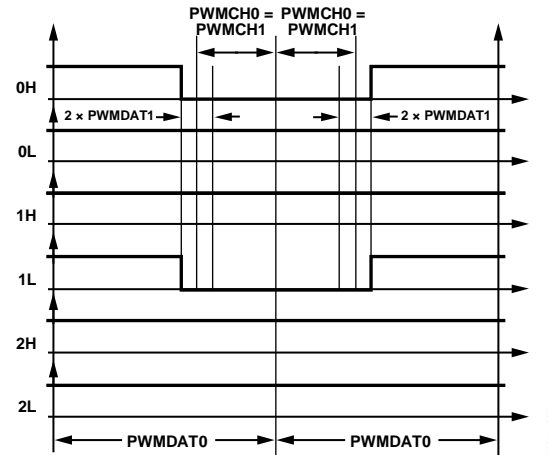 PWMCH0 = PWMCH0 =
PWMCH1 PWMCH1
0H
2 × PWMDAT1 2 × PWMDAT1
0L
1H
1L
2H
2L
PWMDAT0 PWMDAT0